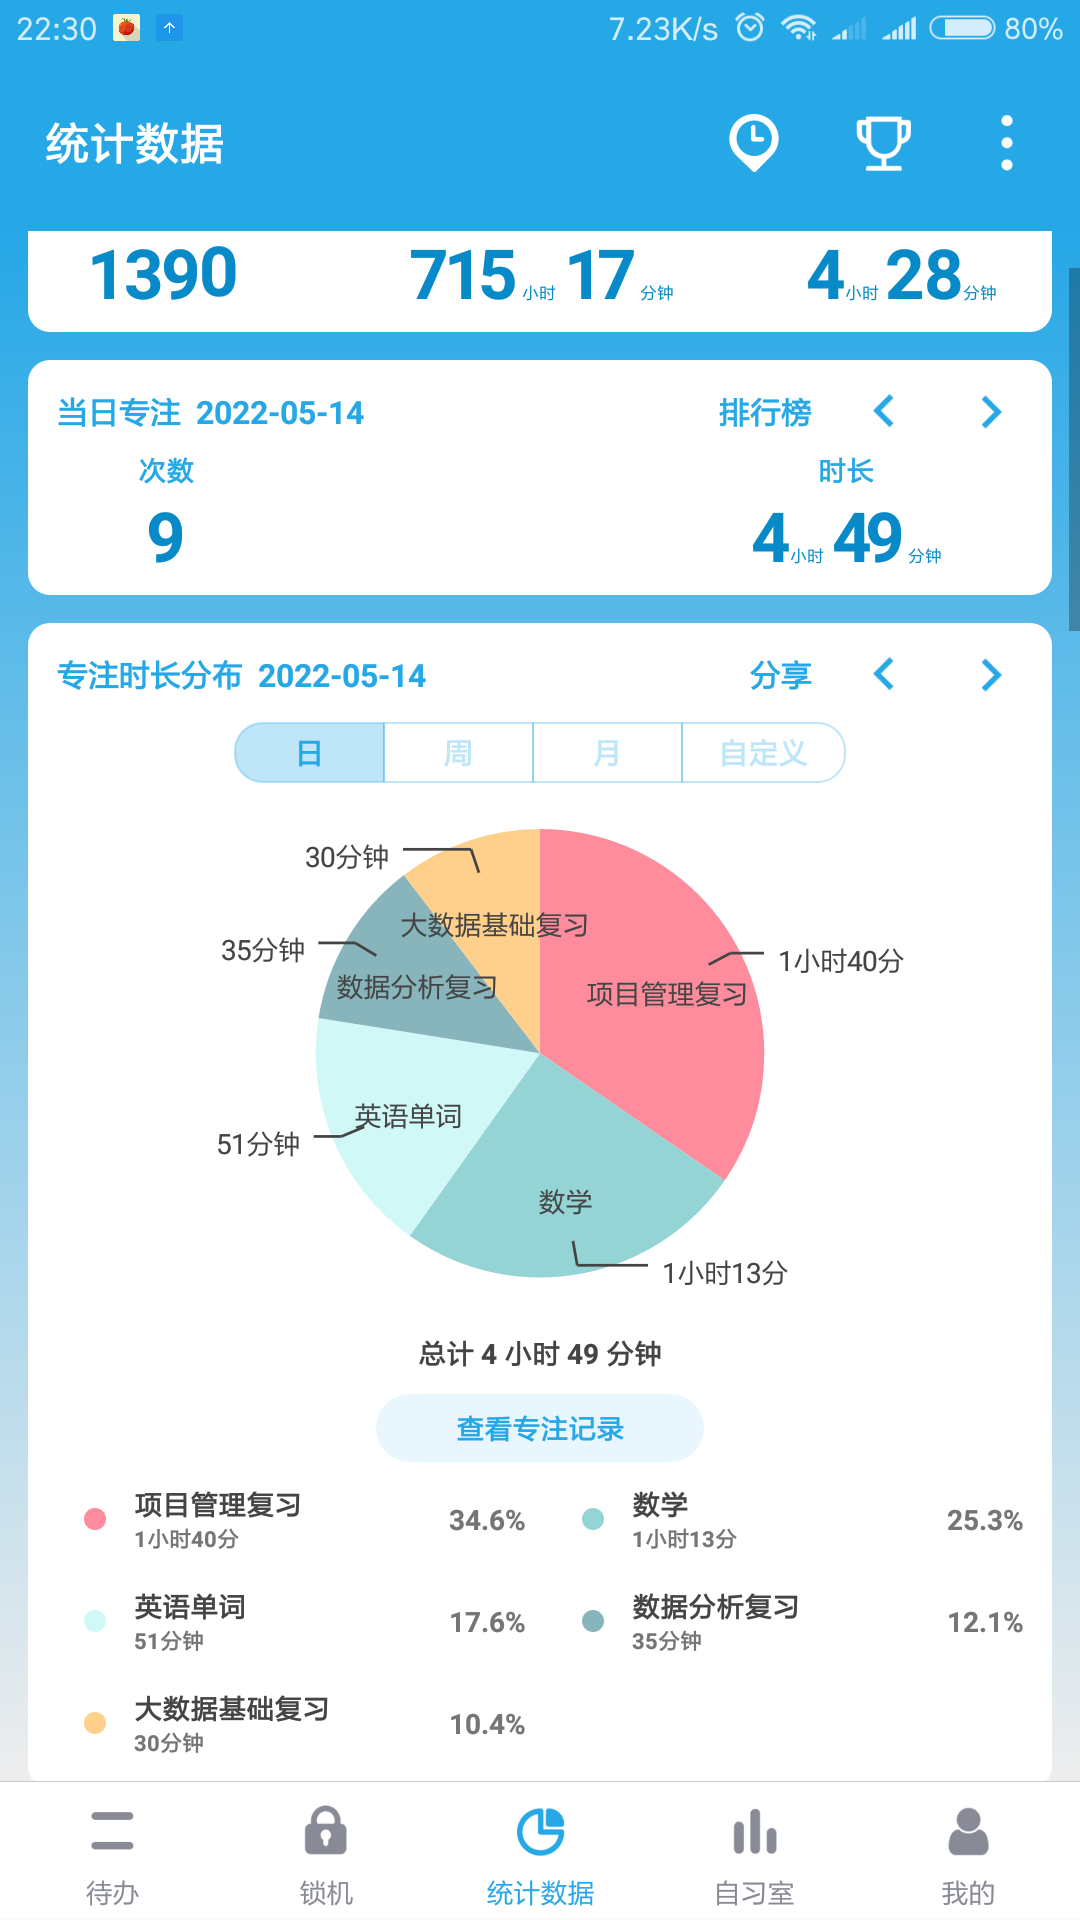 22:30 7.23K/s 80%
统计数据
1390 715小时17分钟 4小时28分钟
当日专注 2022-05-14 排行榜
次数 时长
9 4小时49分钟
专注时长分布 2022-05-14 分享
日 周 月 自定义
30分钟
大数据基础复习
35分钟
1小时40分
数据分析复习
项目管理复习
英语单词
51分钟
数学
1小时13分
总计 4 小时 49 分钟
查看专注记录
项目管理复习 34.6% 数学 25.3%
1小时40分 1小时13分
英语单词 17.6% 数据分析复习 12.1%
51分钟 35分钟
大数据基础复习 10.4%
30分钟
待办 锁机 统计数据 自习室 我的